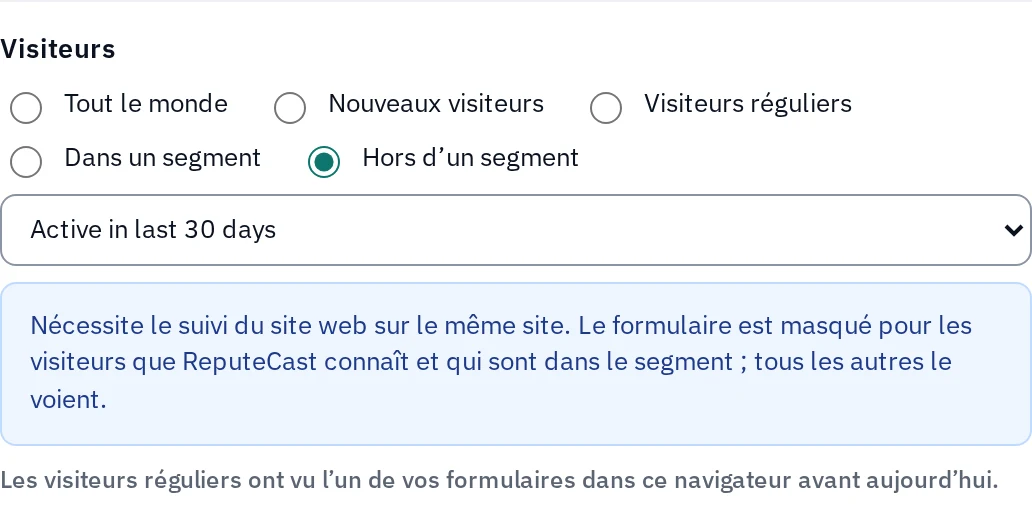 Visiteurs
Tout le monde Nouveaux visiteurs Visiteurs réguliers
Dans un segment Hors d’un segment
Active in last 30 days
Nécessite le suivi du site web sur le même site. Le formulaire est masqué pour les
visiteurs que ReputeCast connaît et qui sont dans le segment ; tous les autres le
voient.
Les visiteurs réguliers ont vu l’un de vos formulaires dans ce navigateur avant aujourd’hui.